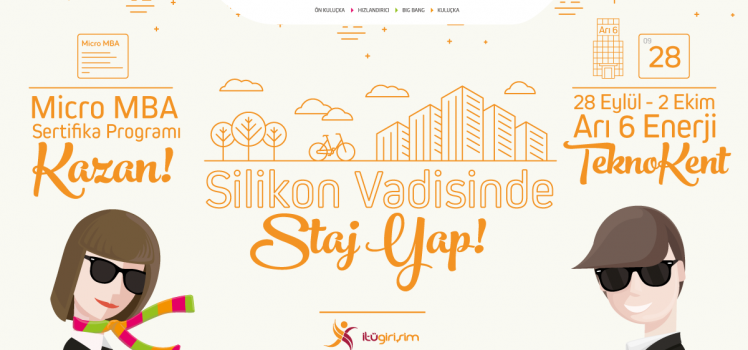 ÖN KULUÇKA
HIZLANDIRICI
BIG BANG
KULUÇKA
Micro MBA
Micro MBA
Sertifika Programı
Kazan!
Silikon Vadisinde
Staj Yap!
Arı 6
09
28
28 Eylül - 2 Ekim
Arı 6 Enerji
TeknoKent
itügirişim